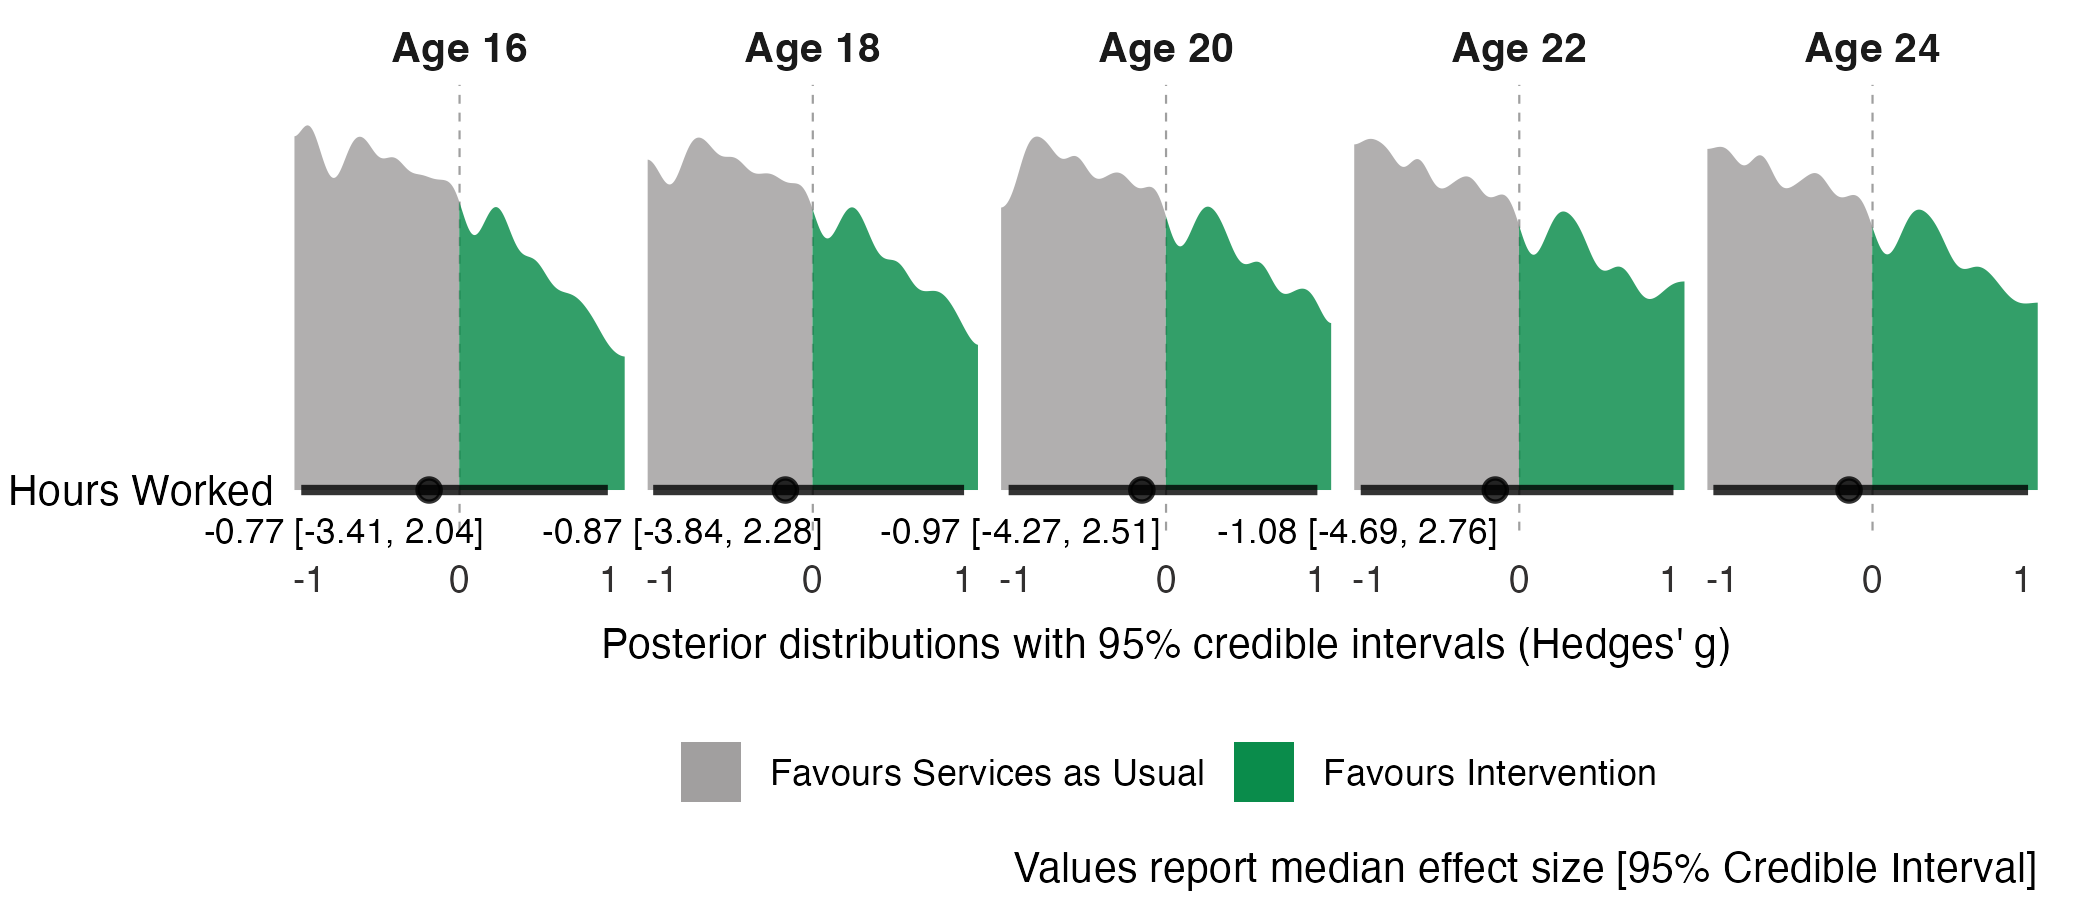 Age 16 Age 18 Age 20 Age 22 Age 24
Hours Worked
-0.77 [-3.41, 2.04] -0.87 [-3.84, 2.28] -0.97 [-4.27, 2.51] -1.08 [-4.69, 2.76]
-1 0 1 -1 0 1 -1 0 1 -1 0 1 -1 0 1
Posterior distributions with 95% credible intervals (Hedges' g)
Favours Services as Usual Favours Intervention
Values report median effect size [95% Credible Interval]